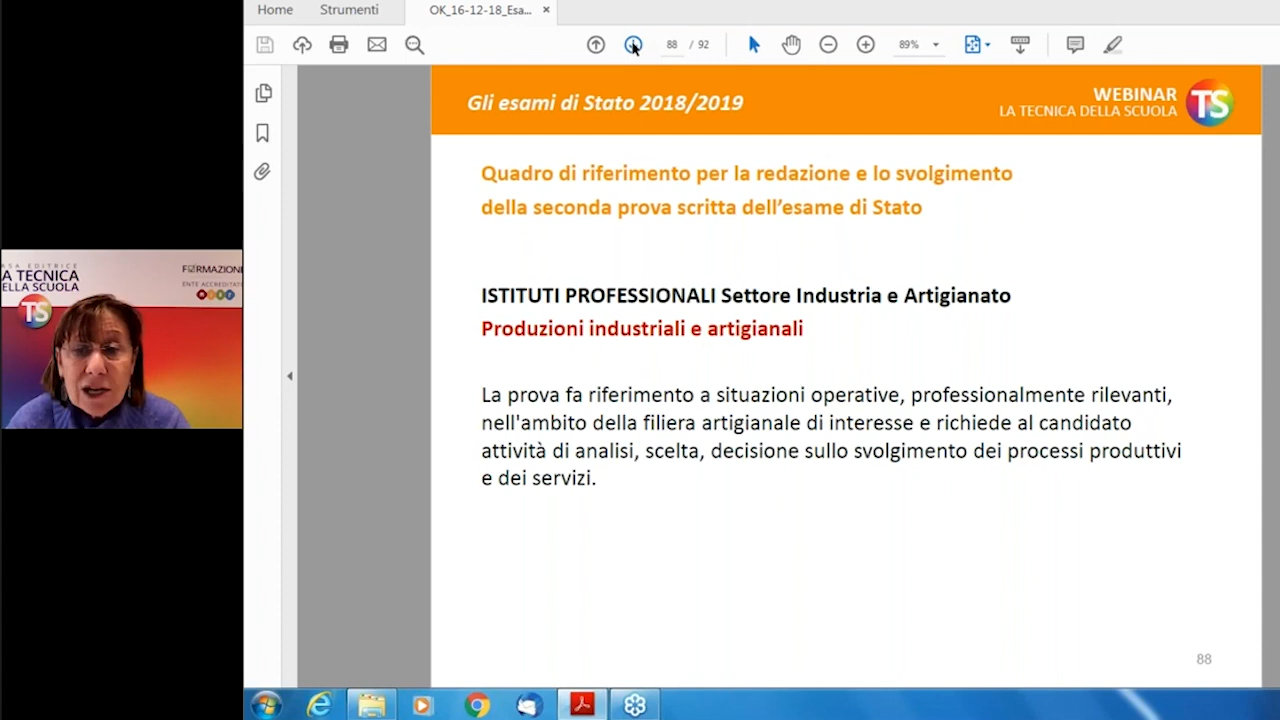 Home Strumenti OK_16-12-18_Esa... ×
88 / 92 89%
Gli esami di Stato 2018/2019
WEBINAR
LA TECNICA DELLA SCUOLA
TS
Quadro di riferimento per la redazione e lo svolgimento
della seconda prova scritta dell’esame di Stato
ISTITUTI PROFESSIONALI Settore Industria e Artigianato
Produzioni industriali e artigianali
La prova fa riferimento a situazioni operative, professionalmente rilevanti,
nell'ambito della filiera artigianale di interesse e richiede al candidato
attività di analisi, scelta, decisione sullo svolgimento dei processi produttivi
e dei servizi.
88
ASA EDITRICE
A TECNICA
ELLA SCUOLA
TS
FORMAZIONE
ENTE ACCREDITAT